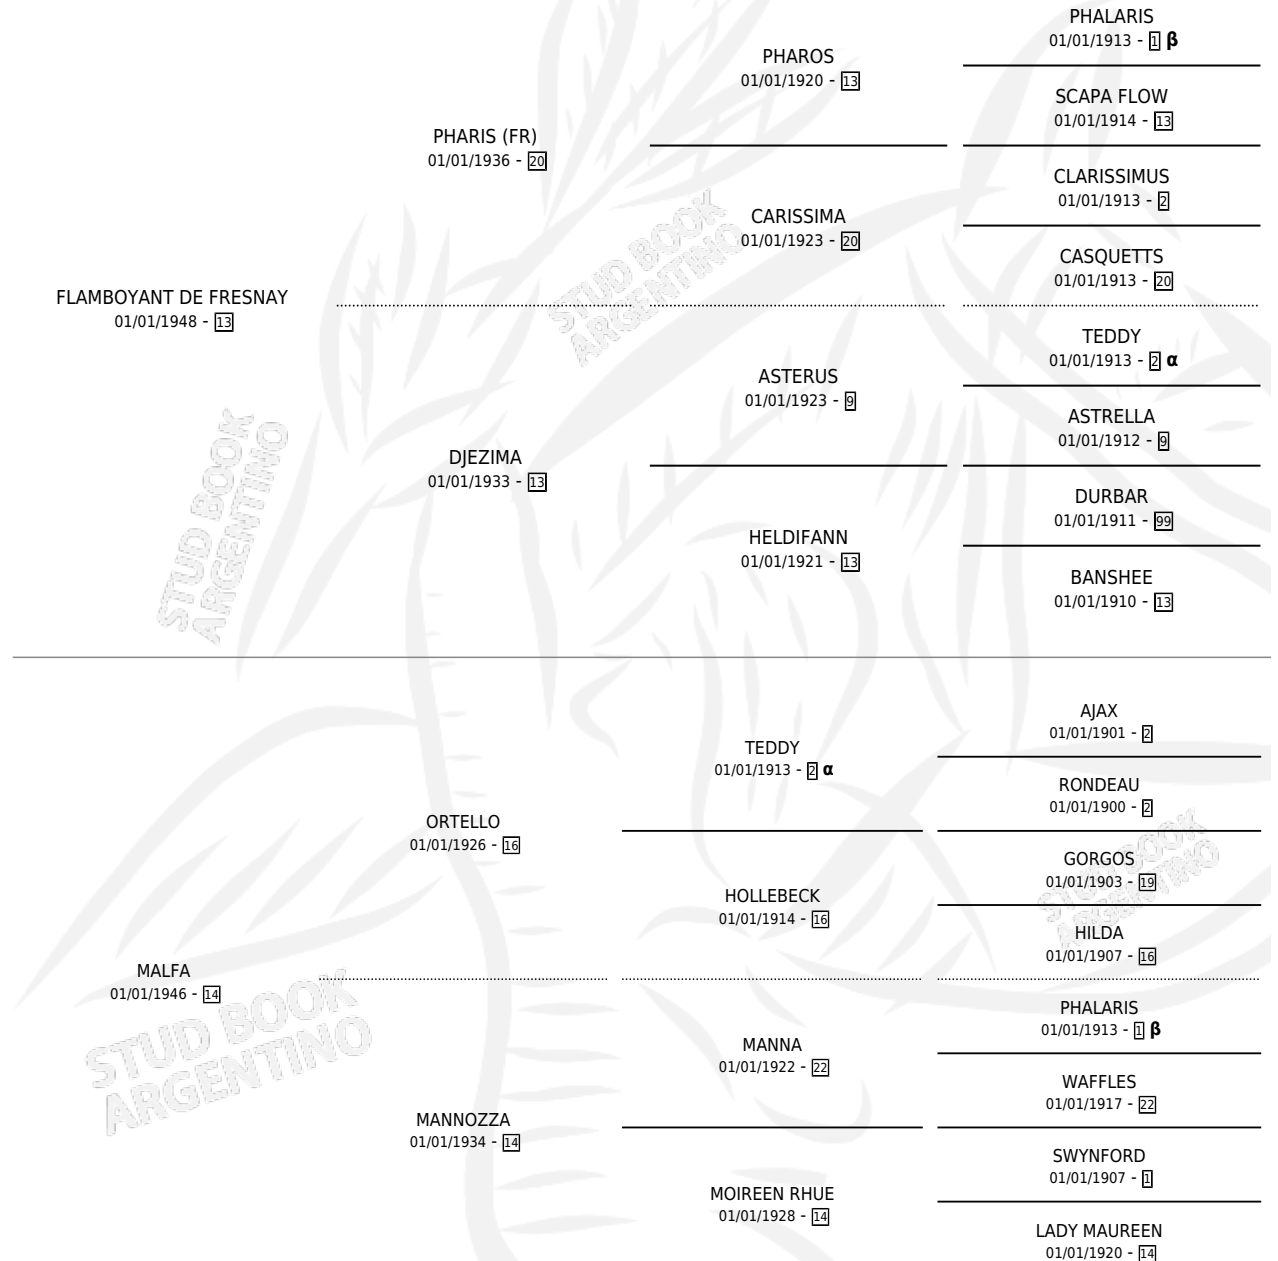 PHALARIS
01/01/1913 - 1 β
PHAROS
01/01/1920 - 13
SCAPA FLOW
01/01/1914 - 13
PHARIS (FR)
01/01/1936 - 20
CLARISSIMUS
01/01/1913 - 2
CARISSIMA
01/01/1923 - 20
CASQUETTS
01/01/1913 - 20
FLAMBOYANT DE FRESNAY
01/01/1948 - 13
TEDDY
01/01/1913 - 2 α
ASTERUS
01/01/1923 - 9
ASTRELLA
01/01/1912 - 9
DJEZIMA
01/01/1933 - 13
DURBAR
01/01/1911 - 99
HELDIFANN
01/01/1921 - 13
BANSHEE
01/01/1910 - 13
AJAX
01/01/1901 - 2
TEDDY
01/01/1913 - 2 α
RONDEAU
01/01/1900 - 2
ORTELLO
01/01/1926 - 16
GORGOS
01/01/1903 - 19
HOLLEBECK
01/01/1914 - 16
HILDA
01/01/1907 - 16
MALFA
01/01/1946 - 14
PHALARIS
01/01/1913 - 1 β
MANNA
01/01/1922 - 22
WAFFLES
01/01/1917 - 22
MANNOZZA
01/01/1934 - 14
SWYNFORD
01/01/1907 - 1
MOIREEN RHUE
01/01/1928 - 14
LADY MAUREEN
01/01/1920 - 14
STUD BOOK
ARGENTINO
STUD BOOK
ARGENTINO
STUD BOOK
ARGENTINO
STUD BOOK
ARGENTINO